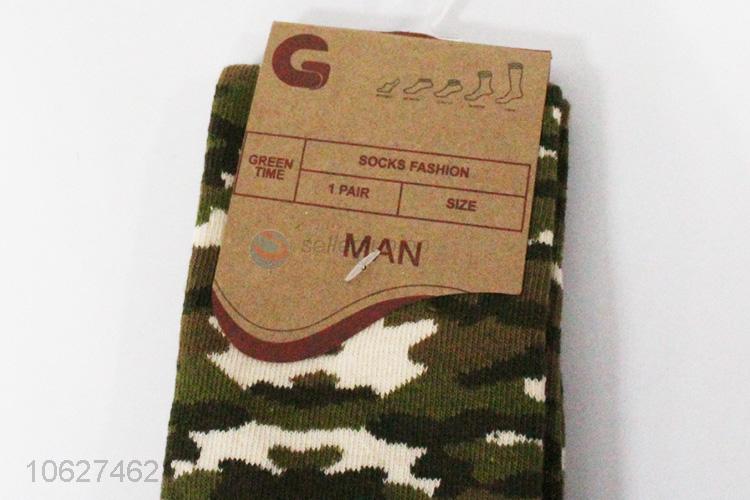 G
GREEN TIME
SOCKS FASHION
1 PAIR
SIZE
MAN
10627462